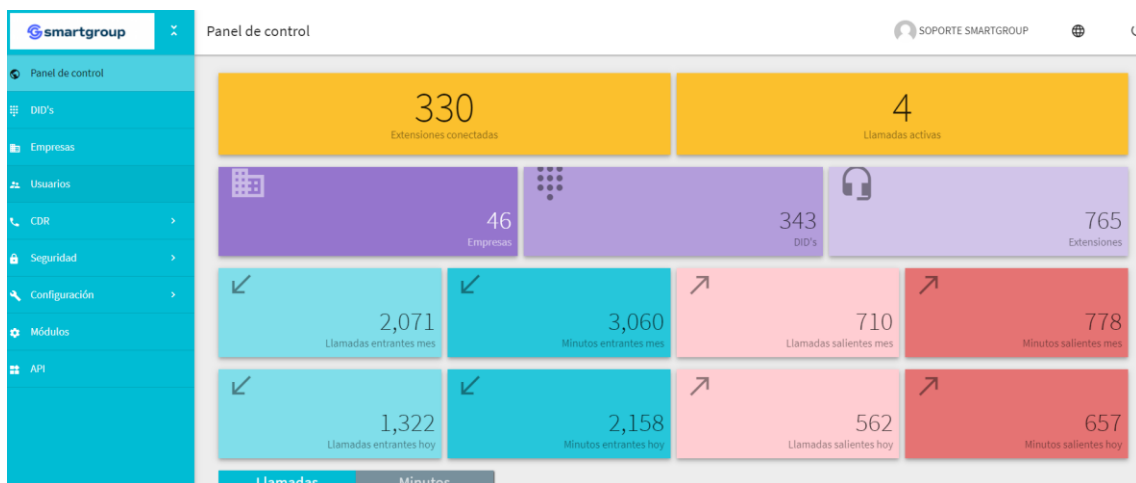 smartgroup
Panel de control
SOPORTE SMARTGROUP
Panel de control
DID's
Empresas
Usuarios
CDR
Seguridad
Configuración
Módulos
API
330
Extensiones conectadas
4
Llamadas activas
46
Empresas
343
DID's
765
Extensiones
2,071
Llamadas entrantes mes
3,060
Minutos entrantes mes
710
Llamadas salientes mes
778
Minutos salientes mes
1,322
Llamadas entrantes hoy
2,158
Minutos entrantes hoy
562
Llamadas salientes hoy
657
Minutos salientes hoy
Llamadas
Minutos